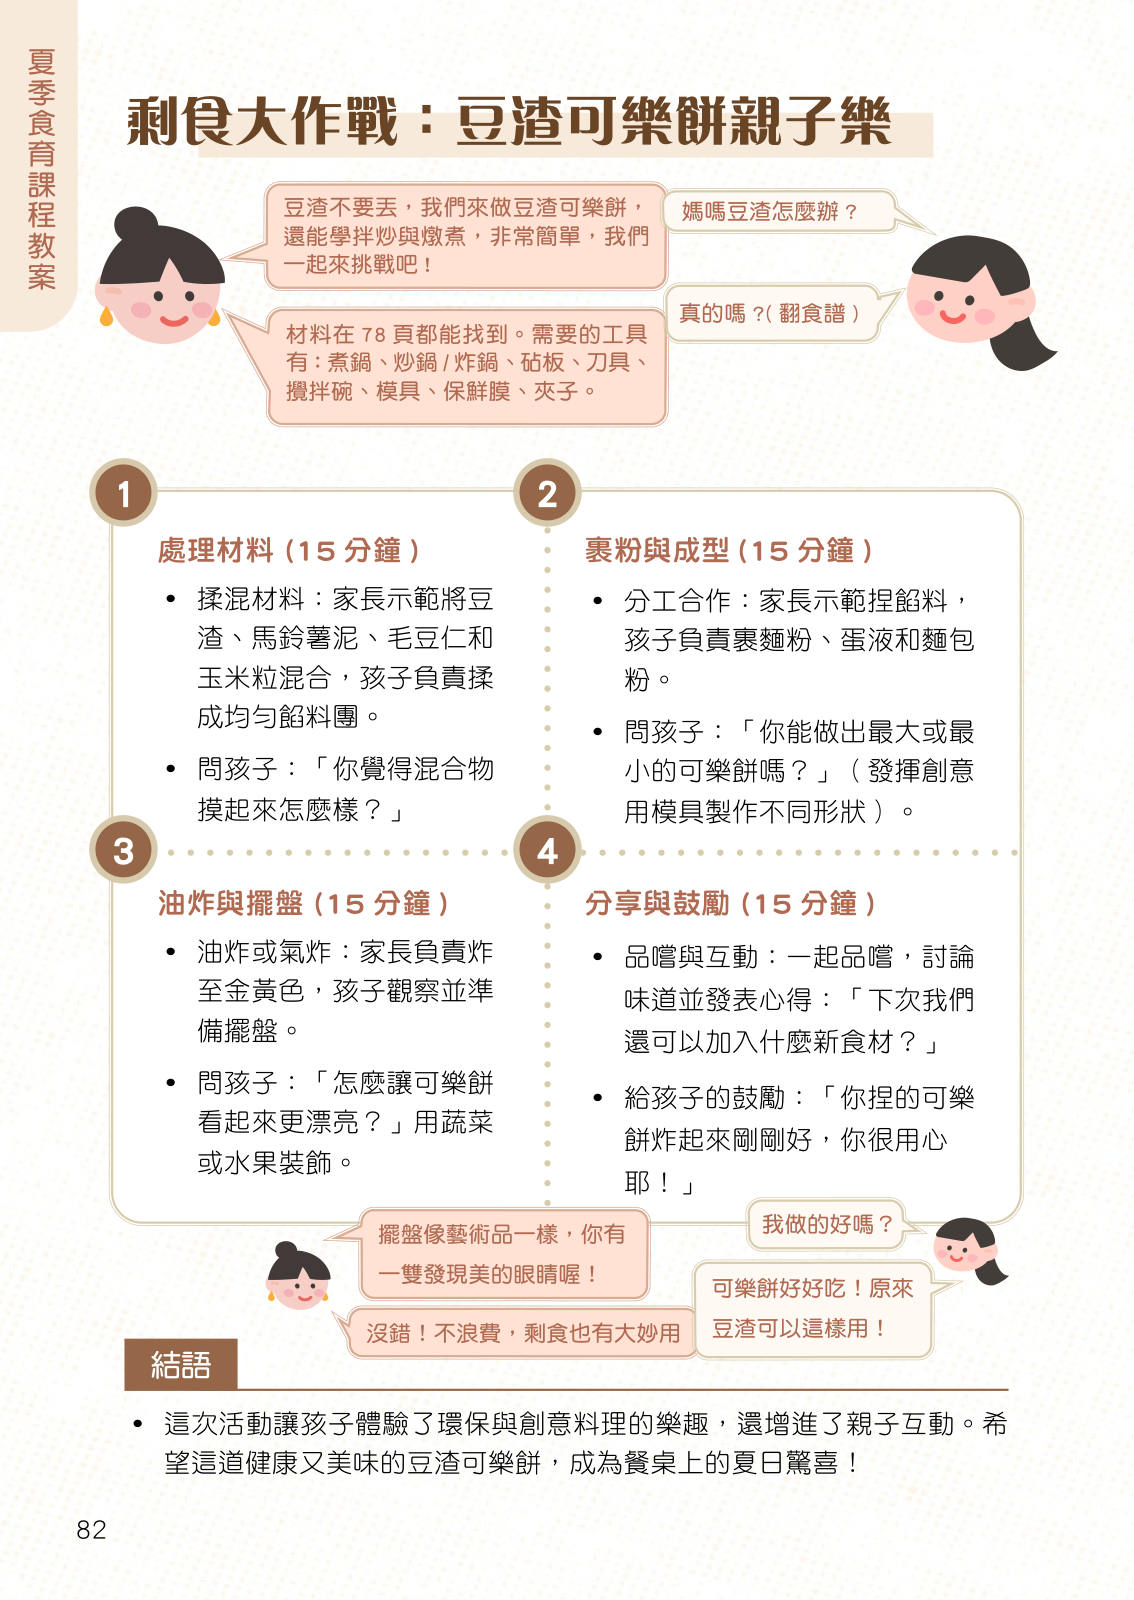 夏季食育課程教案
剩食大作戰：豆渣可樂餅親子樂
媽嗎豆渣怎麼辦？
豆渣不要丟，我們來做豆渣可樂餅，
還能學拌炒與燉煮，非常簡單，我們
一起來挑戰吧！
真的嗎?(翻食譜)
材料在 78 頁都能找到。需要的工具
有：煮鍋、炒鍋/炸鍋、砧板、刀具、
攪拌碗、模具、保鮮膜、夾子。
1
處理材料 (15 分鐘)
• 揉混材料：家長示範將豆
渣、馬鈴薯泥、毛豆仁和
玉米粒混合，孩子負責揉
成均勻餡料團。
• 問孩子：「你覺得混合物
摸起來怎麼樣？」
2
裹粉與成型 (15 分鐘)
• 分工合作：家長示範捏餡料，
孩子負責裹麵粉、蛋液和麵包
粉。
• 問孩子：「你能做出最大或最
小的可樂餅嗎？」（發揮創意
用模具製作不同形狀）。
3
油炸與擺盤 (15 分鐘)
• 油炸或氣炸：家長負責炸
至金黃色，孩子觀察並準
備擺盤。
• 問孩子：「怎麼讓可樂餅
看起來更漂亮？」用蔬菜
或水果裝飾。
4
分享與鼓勵 (15 分鐘)
• 品嚐與互動：一起品嚐，討論
味道並發表心得：「下次我們
還可以加入什麼新食材？」
• 給孩子的鼓勵：「你捏的可樂
餅炸起來剛剛好，你很用心
耶！」
我做的好嗎？
擺盤像藝術品一樣，你有
一雙發現美的眼睛喔！
可樂餅好好吃！原來
豆渣可以這樣用！
沒錯！不浪費，剩食也有大妙用
結語
• 這次活動讓孩子體驗了環保與創意料理的樂趣，還增進了親子互動。希
望這道健康又美味的豆渣可樂餅，成為餐桌上的夏日驚喜！
82